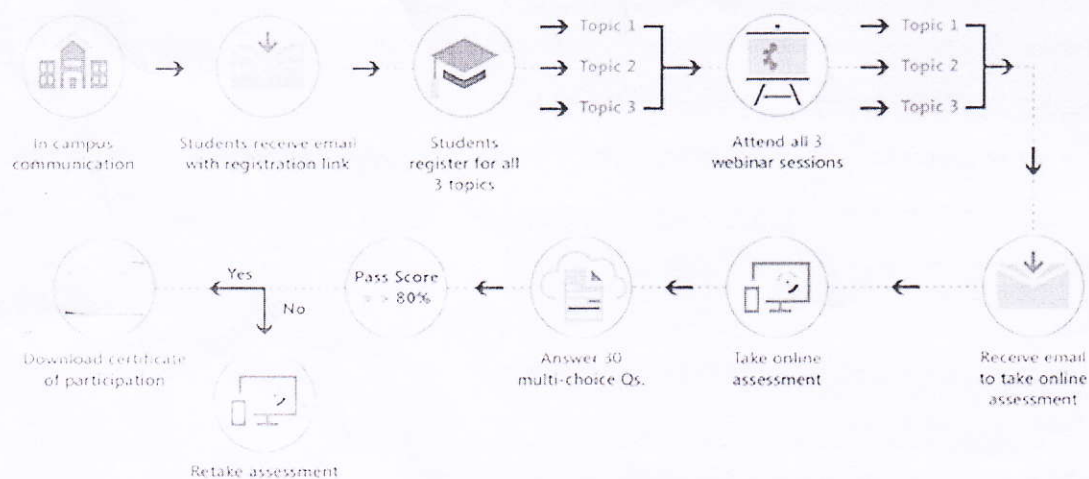 In campus
communication
Students receive email
with registration link
Students
register for all
3 topics
Topic 1
Topic 2
Topic 3
Attend all 3
webinar sessions
Topic 1
Topic 2
Topic 3
Receive email
to take online
assessment
Take online
assessment
Answer 30
multi-choice Qs.
Pass Score
80%
Yes
No
Download certificate
of participation
Retake assessment